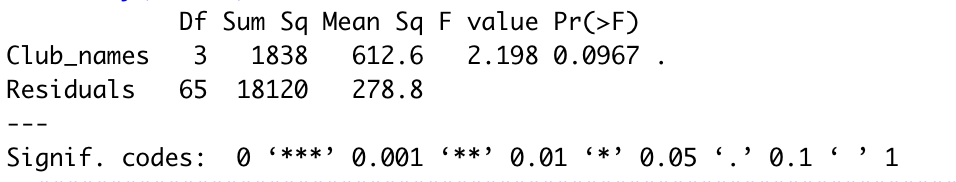 Df Sum Sq Mean Sq F value Pr(>F)
Club_names   3   1838   612.6   2.198 0.0967 .
Residuals   65  18120   278.8
---
Signif. codes:  0 ‘***’ 0.001 ‘**’ 0.01 ‘*’ 0.05 ‘.’ 0.1 ‘ ’ 1